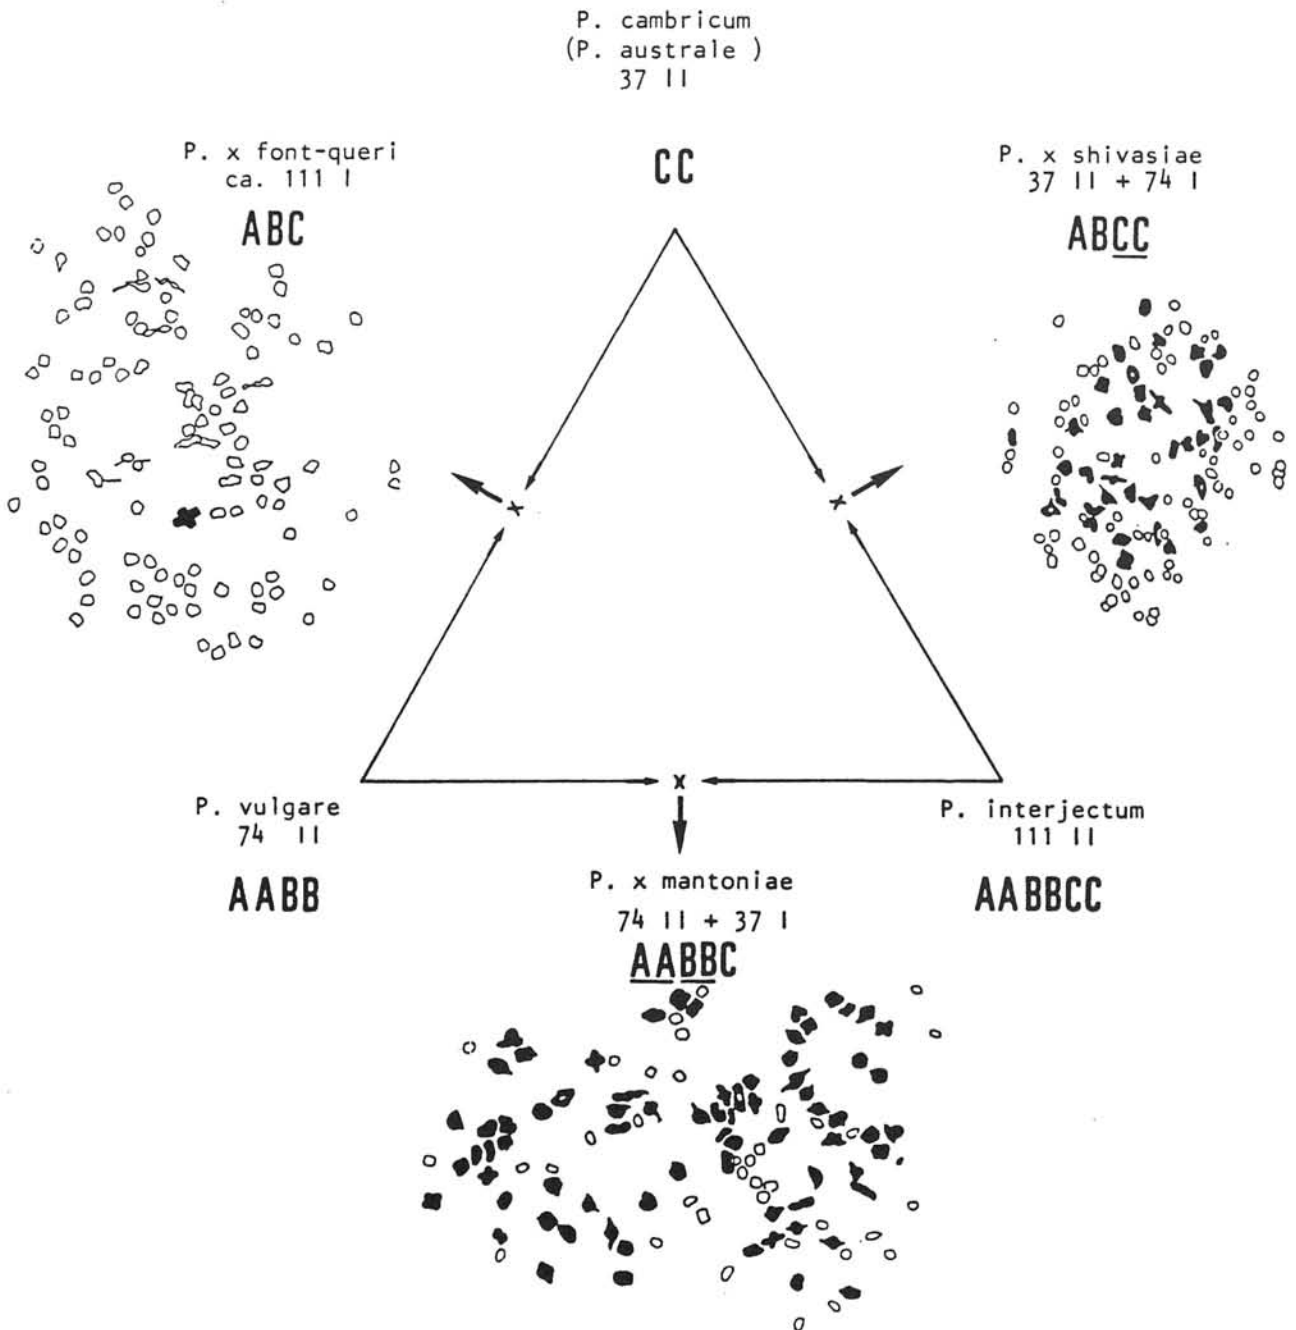 P. cambricum
(P. australe )
37 II
CC
P. x font-queri
ca. 111 I
ABC
P. x shivasiae
37 II + 74 I
ABCC
x
x
x
P. vulgare
74 II
AABB
P. x mantoniae
74 II + 37 I
AABBC
P. interjectum
111 II
AABBCC